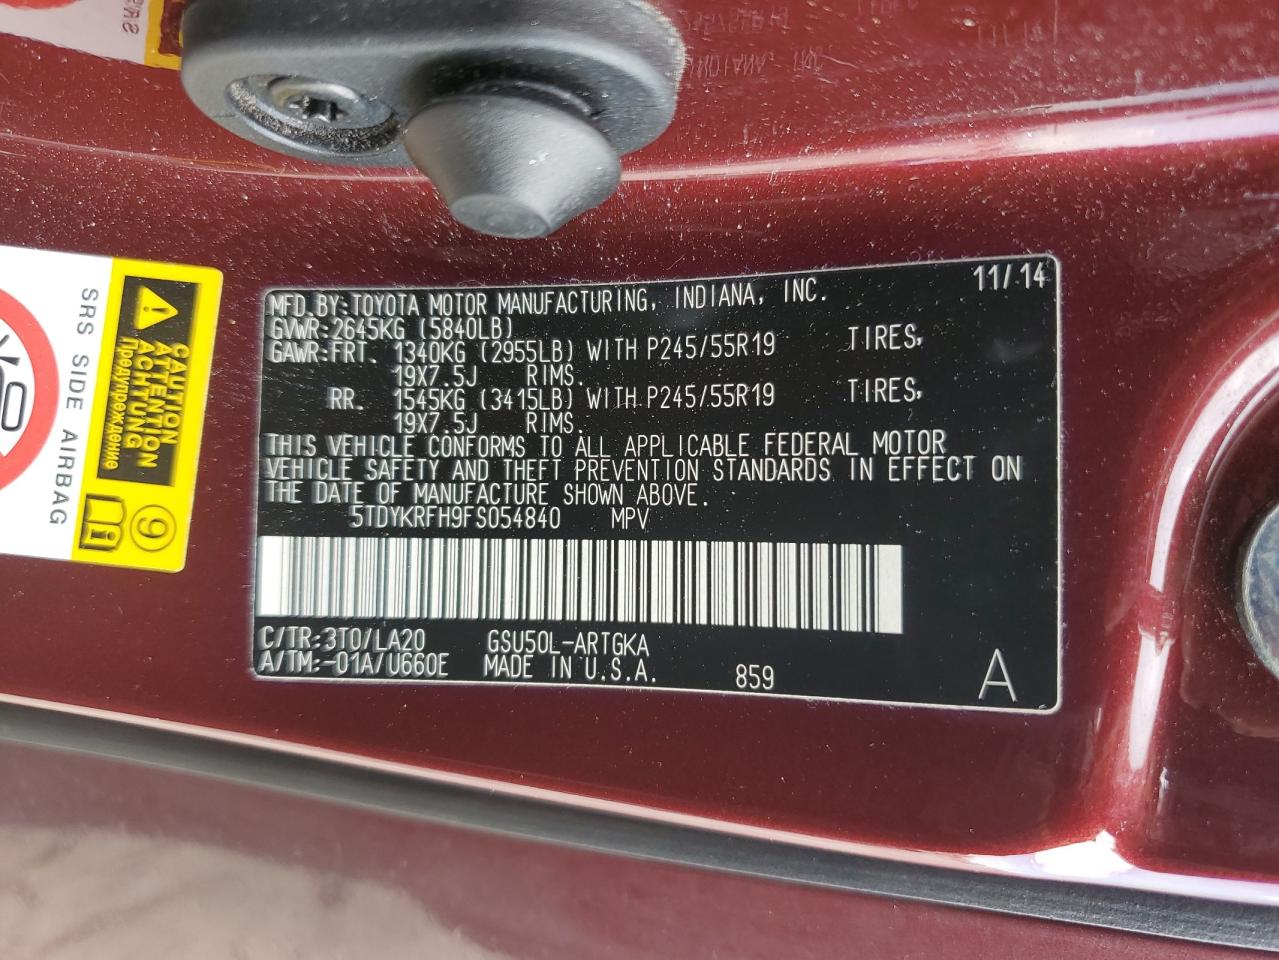 MFD.BY:TOYOTA MOTOR MANUFACTURING, INDIANA, INC. 11/14
GVWR:2645KG (5840LB)
GAWR:FRT. 1340KG (2955LB) WITH P245/55R19 TIRES,
19X7.5J RIMS.
RR. 1545KG (3415LB) WITH P245/55R19 TIRES,
19X7.5J RIMS.
THIS VEHICLE CONFORMS TO ALL APPLICABLE FEDERAL MOTOR
VEHICLE SAFETY AND THEFT PREVENTION STANDARDS IN EFFECT ON
THE DATE OF MANUFACTURE SHOWN ABOVE.
5TDYKRFH9FS054840 MPV
C/TR:3T0/LA20 GSU50L-ARTGKA
A/TM:-01A/U660E MADE IN U.S.A. 859 A
CAUTION
ATTENTION
ACHTUNG
Предупреждение
9
SRS SIDE AIRBAG